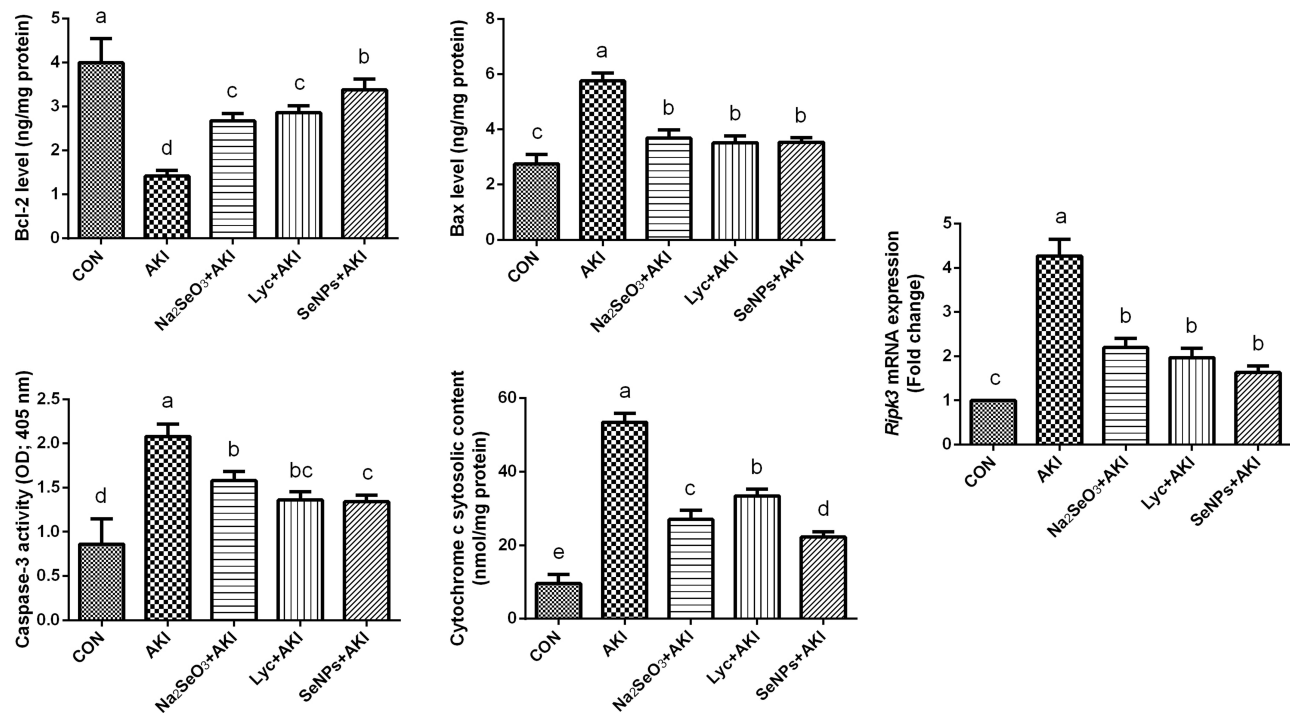 Bcl-2 level (ng/mg protein)
5
4
3
2
1
0
a
d
c
c
b
CON
AKI
Na₂SeO₃+AKI
Lyc+AKI
SeNPs+AKI
Bax level (ng/mg protein)
8
6
4
2
0
c
a
b
b
b
CON
AKI
Na₂SeO₃+AKI
Lyc+AKI
SeNPs+AKI
Caspase-3 activity (OD; 405 nm)
2.5
2.0
1.5
1.0
0.5
0.0
d
a
b
bc
c
CON
AKI
Na₂SeO₃+AKI
Lyc+AKI
SeNPs+AKI
Cytochrome c sytosolic content
(nmol/mg protein)
60
40
20
0
e
a
c
b
d
CON
AKI
Na₂SeO₃+AKI
Lyc+AKI
SeNPs+AKI
Ripk3 mRNA expression
(Fold change)
5
4
3
2
1
0
c
a
b
b
b
CON
AKI
Na₂SeO₃+AKI
Lyc+AKI
SeNPs+AKI